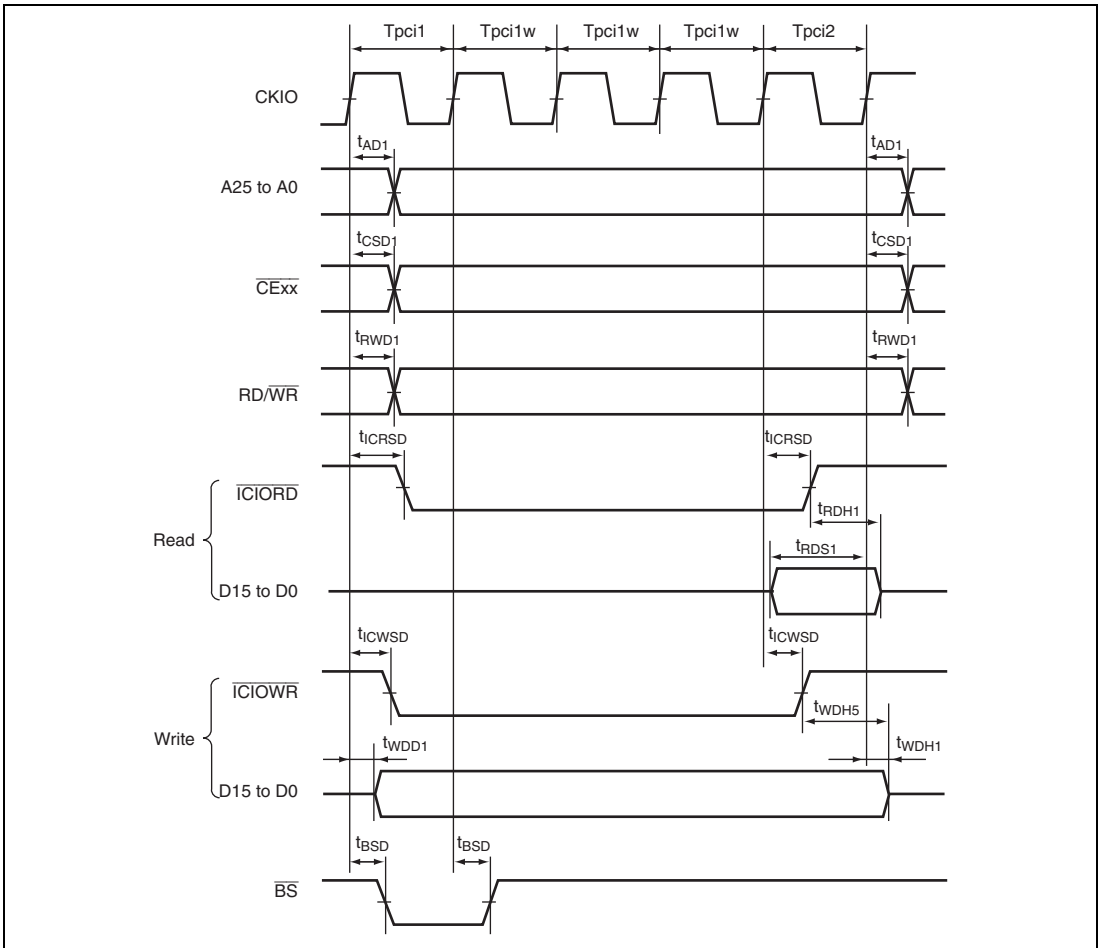 Tpci1 Tpci1w Tpci1w Tpci1w Tpci2
CKIO
tAD1 tAD1
A25 to A0
tCSD1 tCSD1
CExx
tRWD1 tRWD1
RD/WR
tICRSD tICRSD
ICIORD
tRDH1
Read
tRDS1
D15 to D0
tICWSD tICWSD
ICIOWR
tWDH5
Write
tWDD1 tWDH1
D15 to D0
tBSD tBSD
BS